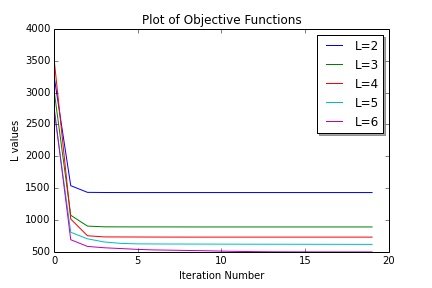 Plot of Objective Functions
4000
3500
3000
2500
2000
1500
1000
500
L values
0
5
10
15
20
Iteration Number
L=2
L=3
L=4
L=5
L=6